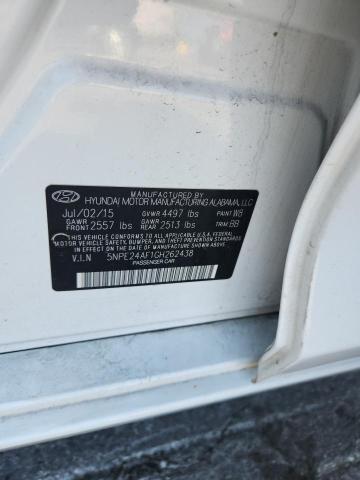 MANUFACTURED BY
HYUNDAI MOTOR MANUFACTURING ALABAMA, LLC
Jul/02/15 GVWR 4497 lbs PAINT W8
GAWR FRONT 2557 lbs GAWR REAR 2513 lbs TRIM BB
THIS VEHICLE CONFORMS TO ALL APPLICABLE U.S.A. FEDERAL
MOTOR VEHICLE SAFETY, BUMPER, AND THEFT PREVENTION STANDARDS
IN EFFECT ON THE DATE OF MANUFACTURE SHOWN ABOVE.
V.I.N 5NPE24AF1GH262438
PASSENGER CAR